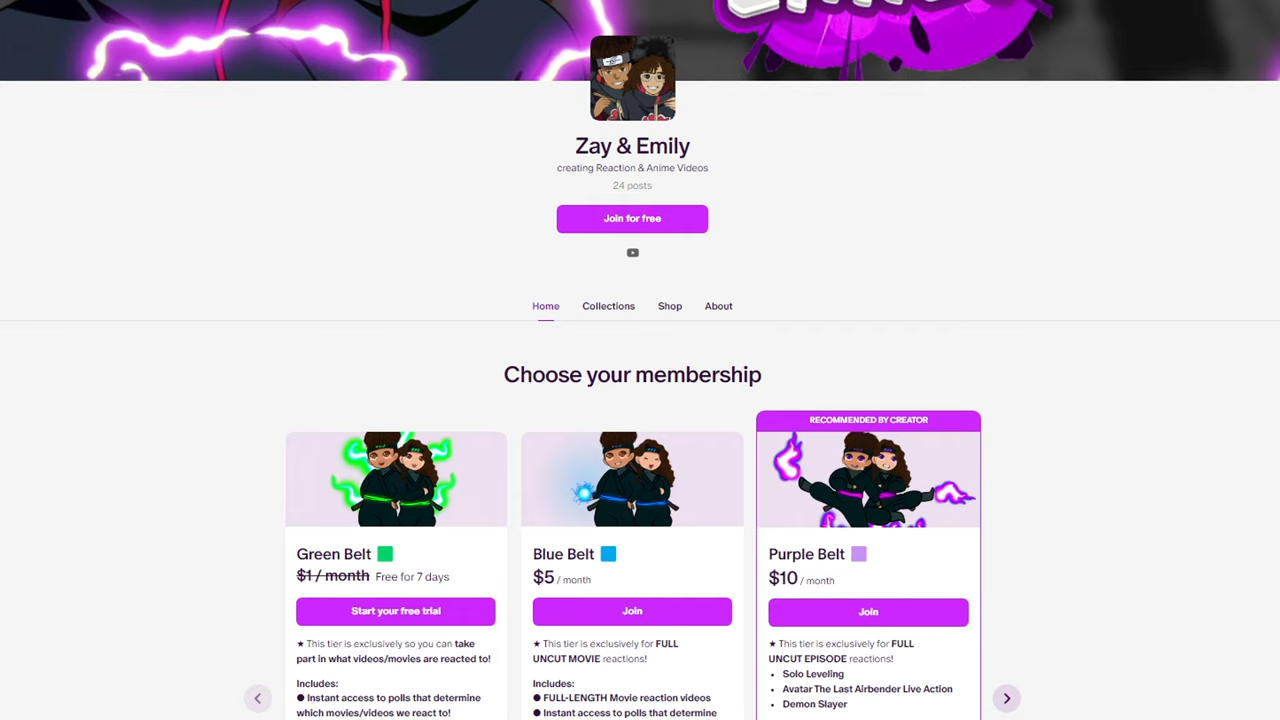 Zay & Emily
creating Reaction & Anime Videos
24 posts
Join for free
Home Collections Shop About
Choose your membership
RECOMMENDED BY CREATOR
Green Belt
$1 / month Free for 7 days
Start your free trial
★ This tier is exclusively so you can take
part in what videos/movies are reacted to!
Includes:
● Instant access to polls that determine
which movies/videos we react to!
Blue Belt
$5 / month
Join
★ This tier is exclusively for FULL
UNCUT MOVIE reactions!
Includes:
● FULL-LENGTH Movie reaction videos
● Instant access to polls that determine
Purple Belt
$10 / month
Join
★ This tier is exclusively for FULL
UNCUT EPISODE reactions!
• Solo Leveling
• Avatar The Last Airbender Live Action
• Demon Slayer